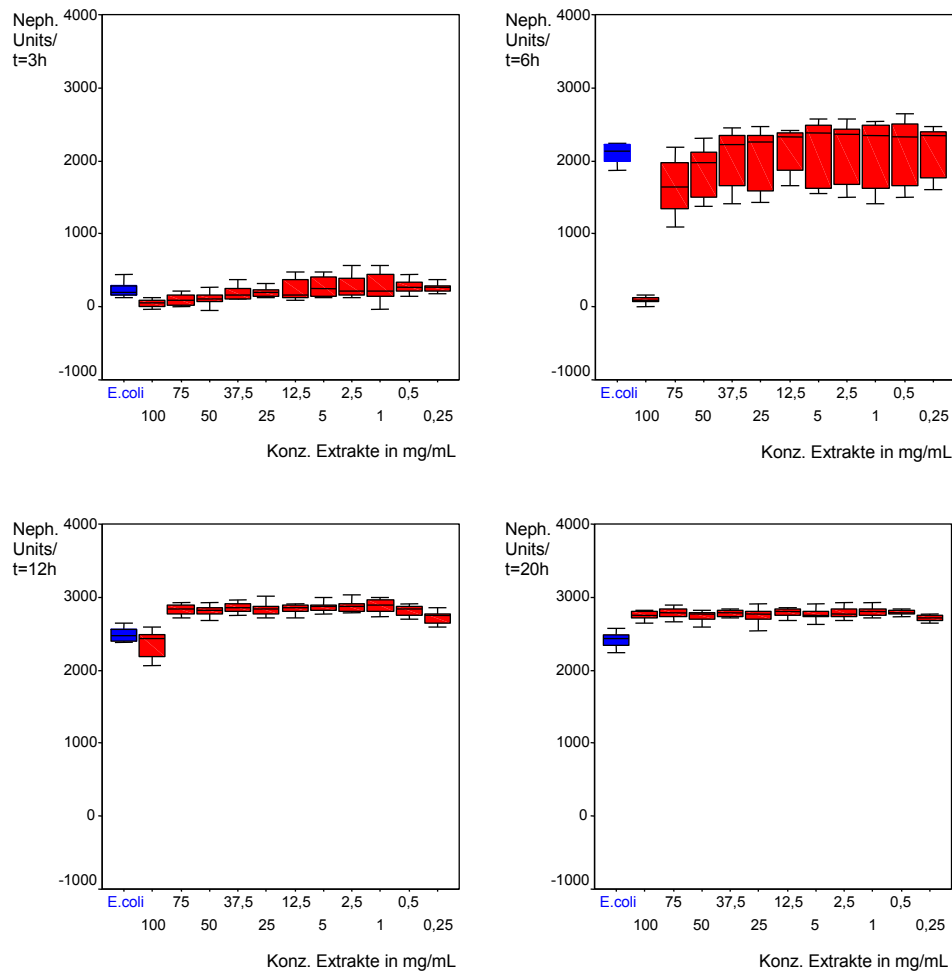 Neph.
Units/
t=3h
4000
3000
2000
1000
0
-1000
E.coli 75 37,5 12,5 2,5 0,5
100 50 25 5 1 0,25
Konz. Extrakte in mg/mL
Neph.
Units/
t=6h
4000
3000
2000
1000
0
-1000
E.coli 75 37,5 12,5 2,5 0,5
100 50 25 5 1 0,25
Konz. Extrakte in mg/mL
Neph.
Units/
t=12h
4000
3000
2000
1000
0
-1000
E.coli 75 37,5 12,5 2,5 0,5
100 50 25 5 1 0,25
Konz. Extrakte in mg/mL
Neph.
Units/
t=20h
4000
3000
2000
1000
0
-1000
E.coli 75 37,5 12,5 2,5 0,5
100 50 25 5 1 0,25
Konz. Extrakte in mg/mL